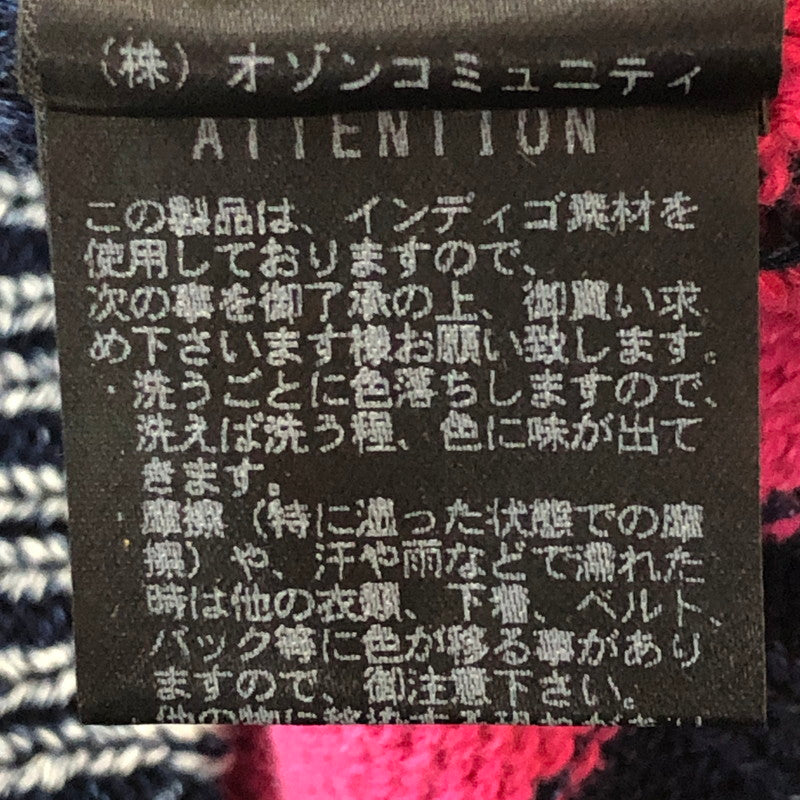 (株) オゾンコミュニティ
ATTENTION
この製品は、インディゴ素材を
使用しておりますので、
次の事を御了承の上、御買い求
め下さいます様お願い致します。
・洗うごとに色落ちしますので、
洗えば洗う程、色に味が出て
きます。
摩擦 (特に湿った状態での摩
擦) や、汗や雨などで濡れた
時は他の衣類、下着、ベルト、
バック等に色が移る事があり
ますので、御注意下さい。
他の物に